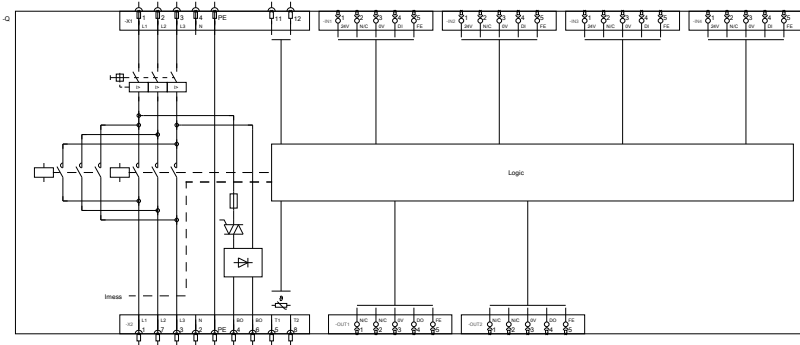 -Q
-X1 1 2 3 4 PE 11 12
L1 L2 L3 N
-IN1 1 2 3 4 5
24V N/C 0V DI FE
-IN2 1 2 3 4 5
24V N/C 0V DI FE
-IN3 1 2 3 4 5
24V N/C 0V DI FE
-IN4 1 2 3 4 5
24V N/C 0V DI FE
I> I> I>
Logic
Imess
ϑ
L1 L2 L3 N BO BO T1 T2
-X2 1 7 3 2 PE 4 6 5 8
N/C N/C 0V DO FE
-OUT1 1 2 3 4 5
N/C N/C 0V DO FE
-OUT2 1 2 3 4 5